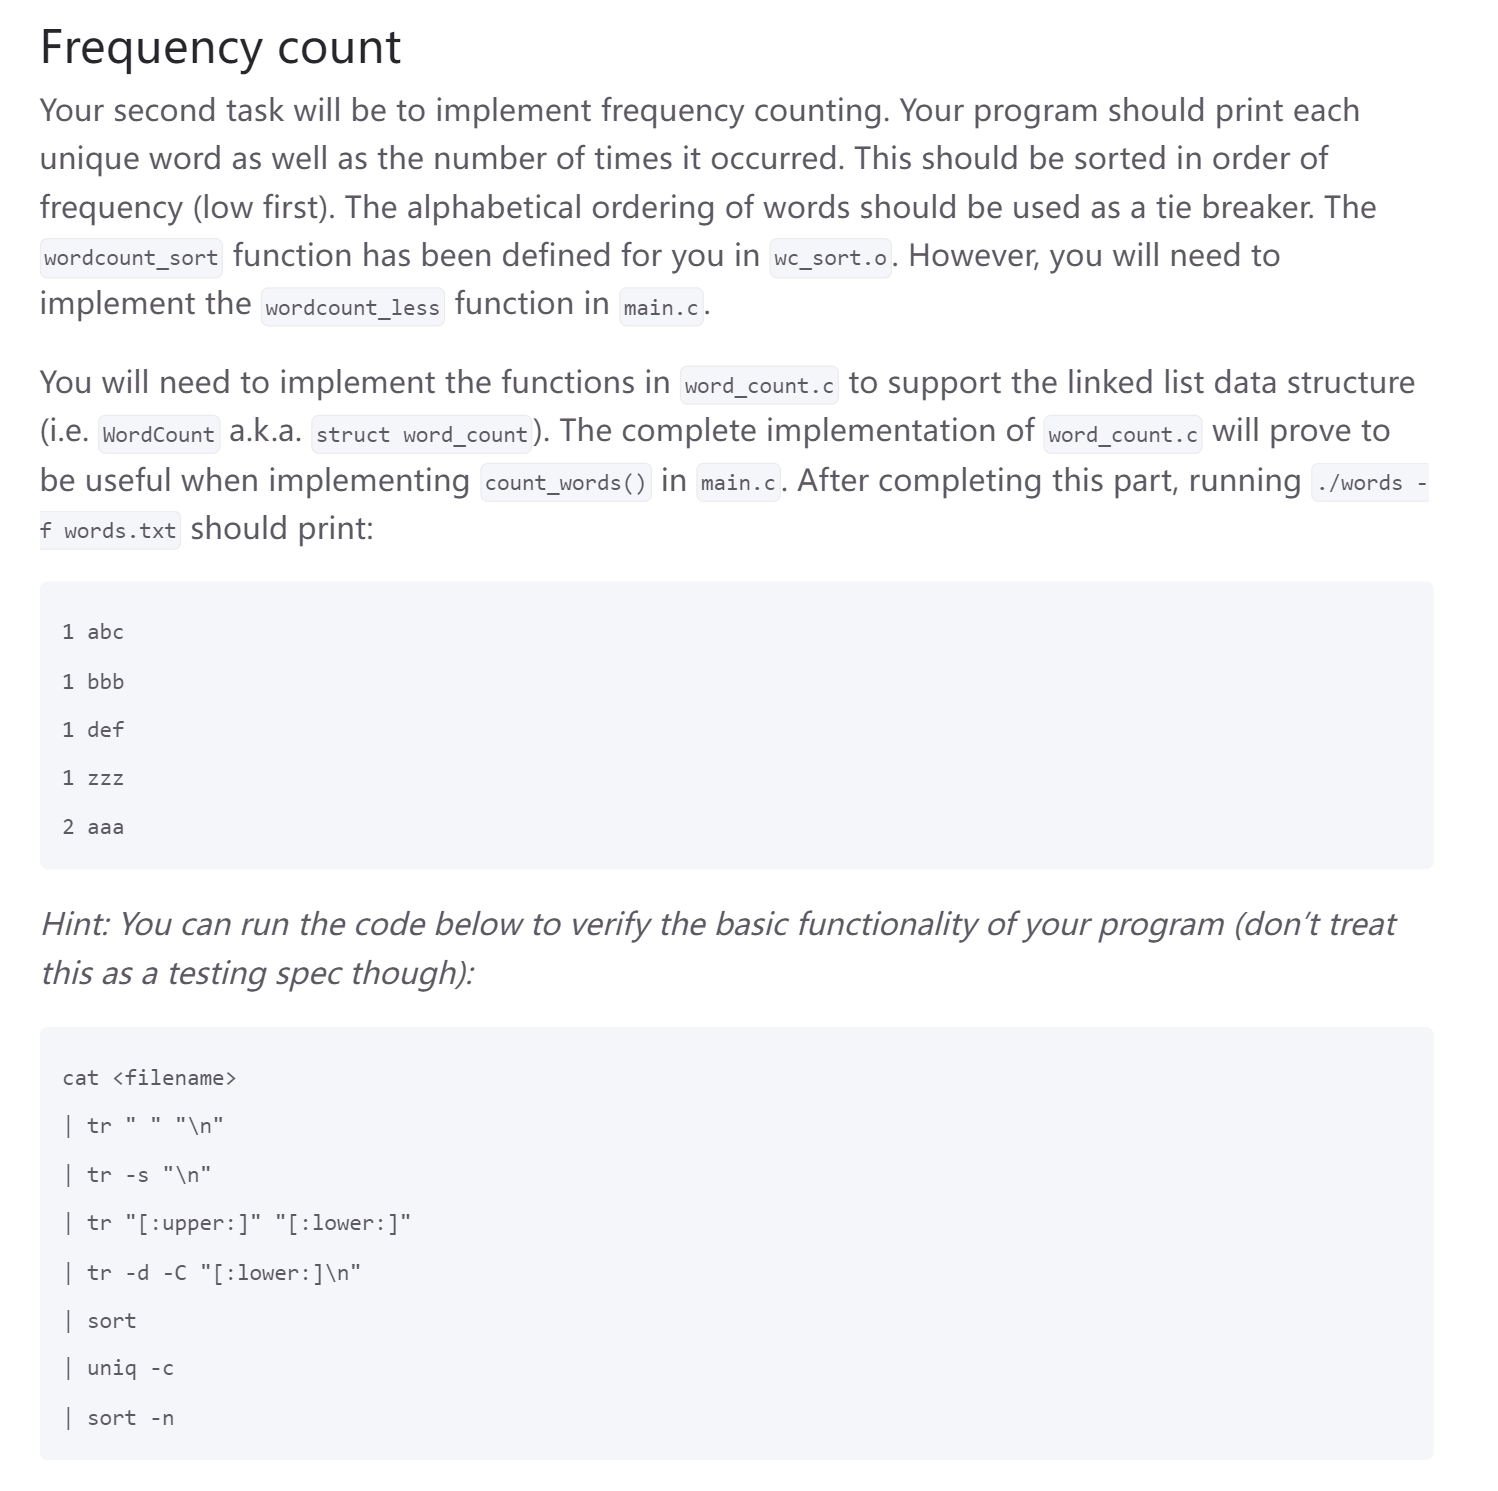 Frequency count
Your second task will be to implement frequency counting. Your program should print each
unique word as well as the number of times it occurred. This should be sorted in order of
frequency (low first). The alphabetical ordering of words should be used as a tie breaker. The
wordcount_sort function has been defined for you in wc_sort.o. However, you will need to
implement the wordcount_less function in main.c.
You will need to implement the functions in word_count.c to support the linked list data structure
(i.e. WordCount a.k.a. struct word_count). The complete implementation of word_count.c will prove to
be useful when implementing count_words() in main.c. After completing this part, running ./words -
f words.txt should print:
1 abc
1 bbb
1 def
1 zzz
2 aaa
Hint: You can run the code below to verify the basic functionality of your program (don’t treat
this as a testing spec though):
cat <filename>
| tr " " "\n"
| tr -s "\n"
| tr "[:upper:]" "[:lower:]"
| tr -d -C "[:lower:]\n"
| sort
| uniq -c
| sort -n